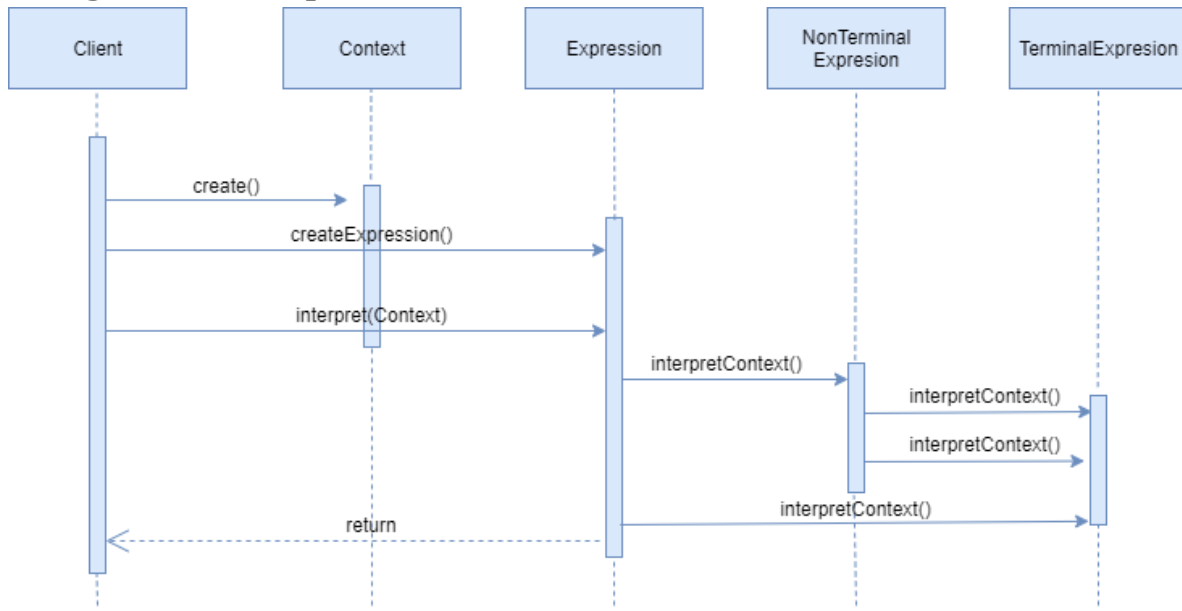 Client
Context
Expression
NonTerminal
Expresion
TerminalExpresion
create()
createExpression()
interpret(Context)
interpretContext()
interpretContext()
interpretContext()
interpretContext()
return